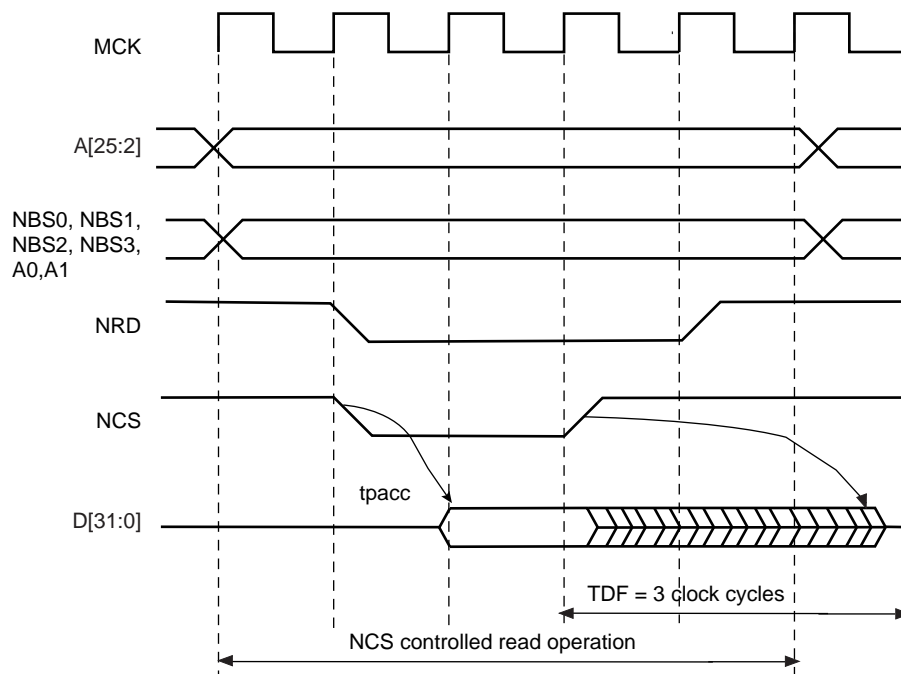 MCK
A[25:2]
NBS0, NBS1,
NBS2, NBS3,
A0,A1
NRD
NCS
tpacc
D[31:0]
TDF = 3 clock cycles
NCS controlled read operation